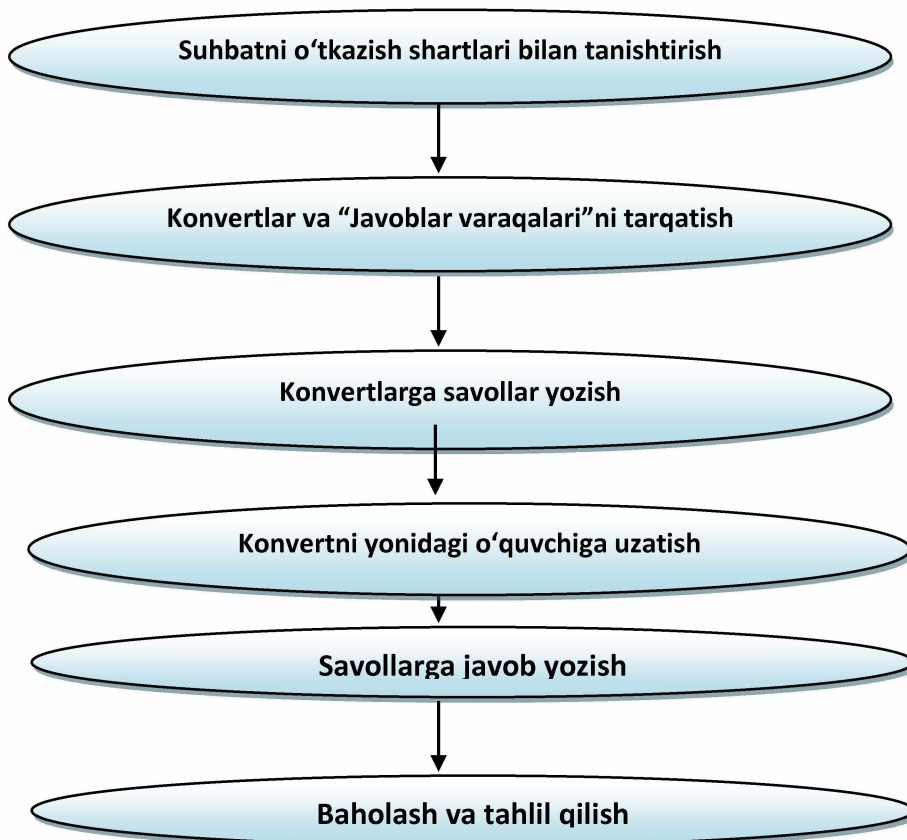 Suhbatni o‘tkazish shartlari bilan tanishtirish
Konvertlar va “Javoblar varaqalari”ni tarqatish
Konvertlarga savollar yozish
Konvertni yonidagi o‘quvchiga uzatish
Savollarga javob yozish
Baholash va tahlil qilish